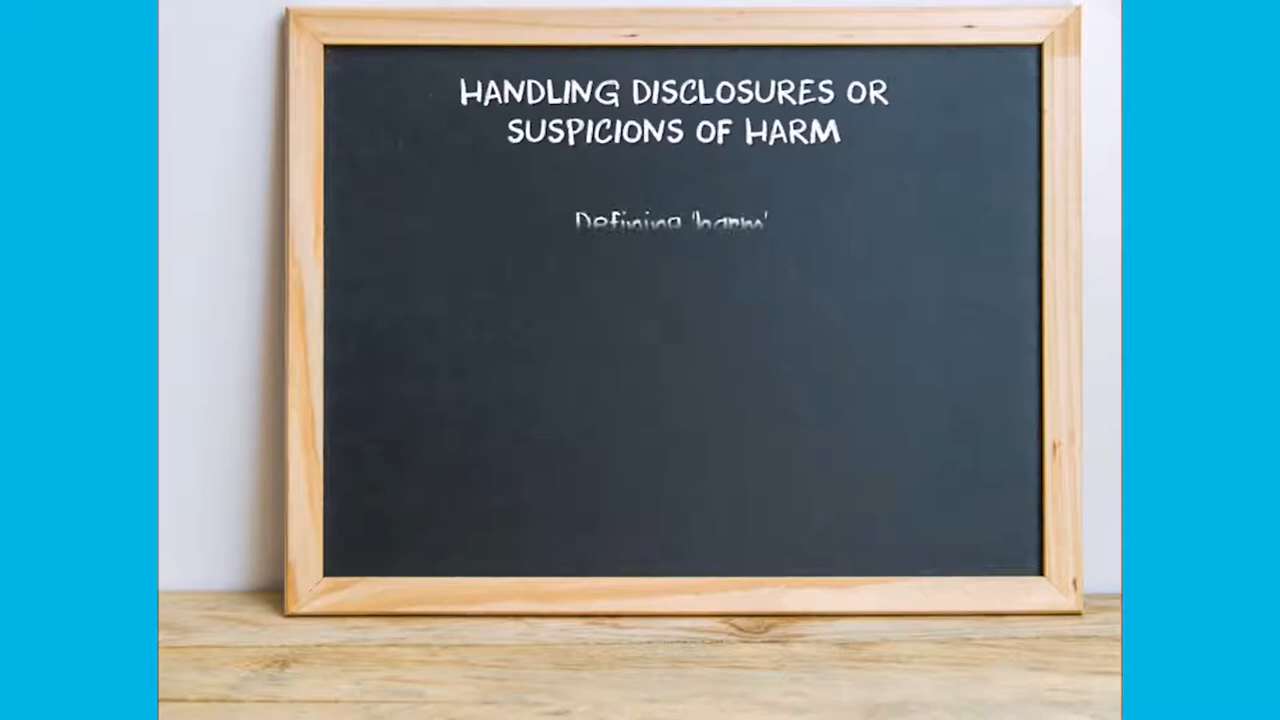 HANDLING DISCLOSURES OR
SUSPICIONS OF HARM
Defining 'harm'